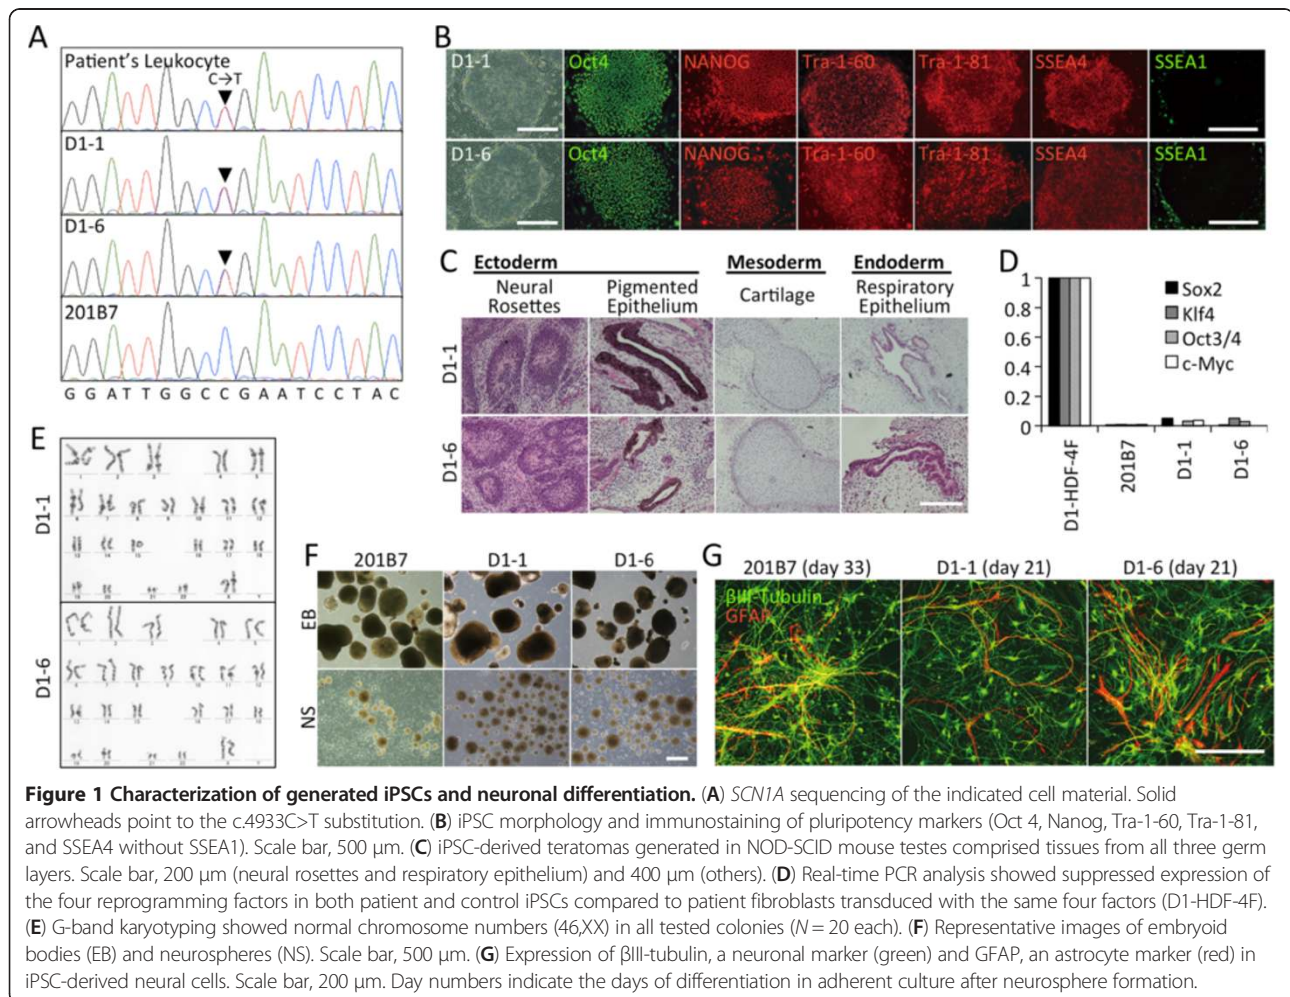 A
Patient's Leukocyte
C→T
D1-1
D1-6
201B7
G G A T T G G C C G A A T C C T A C
B
D1-1 Oct4 NANOG Tra-1-60 Tra-1-81 SSEA4 SSEA1
D1-6 Oct4 NANOG Tra-1-60 Tra-1-81 SSEA4 SSEA1
C
Ectoderm Mesoderm Endoderm
Neural Rosettes Pigmented Epithelium Cartilage Respiratory Epithelium
D1-1
D1-6
D
1
0.8
0.6
0.4
0.2
0
Sox2
Klf4
Oct3/4
c-Myc
D1-HDF-4F 201B7 D1-1 D1-6
E
D1-1
D1-6
F
201B7 D1-1 D1-6
EB
NS
G
201B7 (day 33) D1-1 (day 21) D1-6 (day 21)
βIII-Tubulin
GFAP
Figure 1 Characterization of generated iPSCs and neuronal differentiation. (A) SCN1A sequencing of the indicated cell material. Solid
arrowheads point to the c.4933C>T substitution. (B) iPSC morphology and immunostaining of pluripotency markers (Oct 4, Nanog, Tra-1-60, Tra-1-81,
and SSEA4 without SSEA1). Scale bar, 500 μm. (C) iPSC-derived teratomas generated in NOD-SCID mouse testes comprised tissues from all three germ
layers. Scale bar, 200 μm (neural rosettes and respiratory epithelium) and 400 μm (others). (D) Real-time PCR analysis showed suppressed expression of
the four reprogramming factors in both patient and control iPSCs compared to patient fibroblasts transduced with the same four factors (D1-HDF-4F).
(E) G-band karyotyping showed normal chromosome numbers (46,XX) in all tested colonies (N = 20 each). (F) Representative images of embryoid
bodies (EB) and neurospheres (NS). Scale bar, 500 μm. (G) Expression of βIII-tubulin, a neuronal marker (green) and GFAP, an astrocyte marker (red) in
iPSC-derived neural cells. Scale bar, 200 μm. Day numbers indicate the days of differentiation in adherent culture after neurosphere formation.